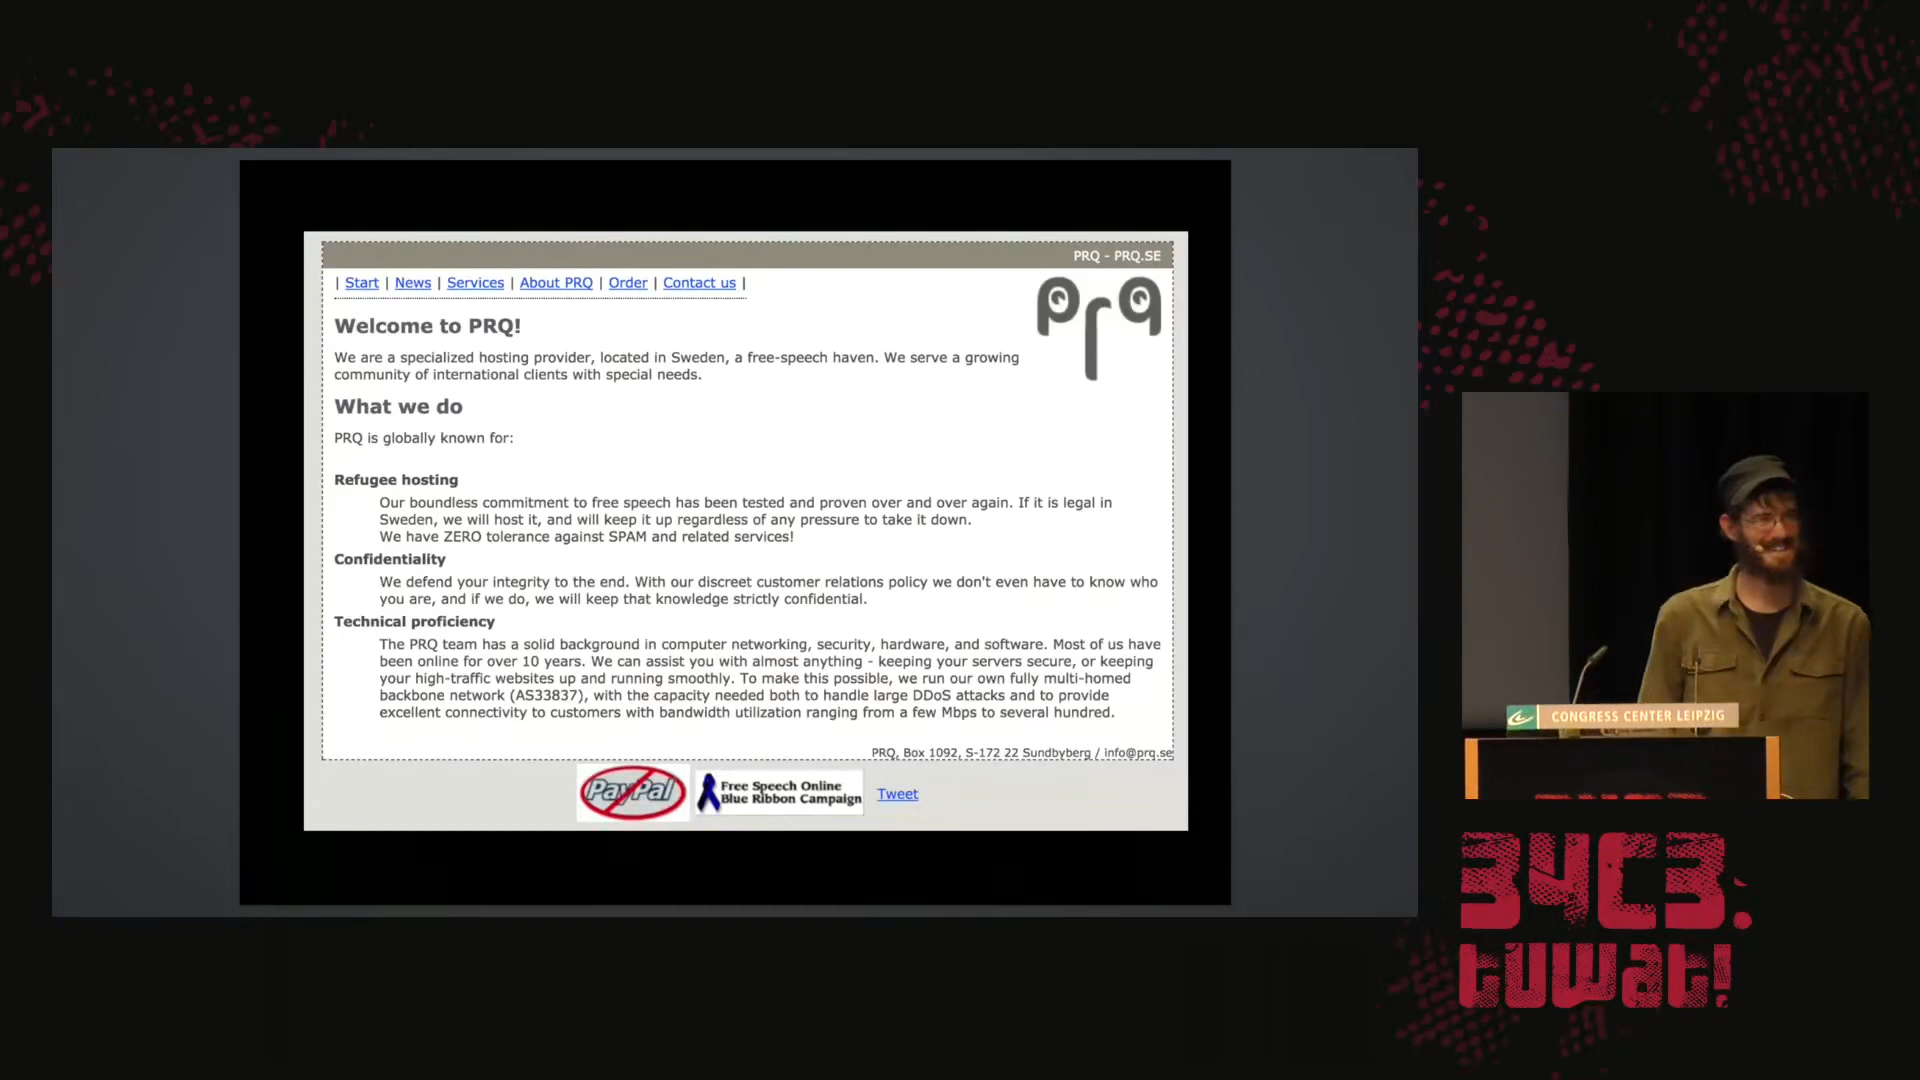 PRQ - PRQ.SE
| Start | News | Services | About PRQ | Order | Contact us |
prq
Welcome to PRQ!
We are a specialized hosting provider, located in Sweden, a free-speech haven. We serve a growing
community of international clients with special needs.
What we do
PRQ is globally known for:
Refugee hosting
Our boundless commitment to free speech has been tested and proven over and over again. If it is legal in
Sweden, we will host it, and will keep it up regardless of any pressure to take it down.
We have ZERO tolerance against SPAM and related services!
Confidentiality
We defend your integrity to the end. With our discreet customer relations policy we don't even have to know who
you are, and if we do, we will keep that knowledge strictly confidential.
Technical proficiency
The PRQ team has a solid background in computer networking, security, hardware, and software. Most of us have
been online for over 10 years. We can assist you with almost anything - keeping your servers secure, or keeping
your high-traffic websites up and running smoothly. To make this possible, we run our own fully multi-homed
backbone network (AS33837), with the capacity needed both to handle large DDoS attacks and to provide
excellent connectivity to customers with bandwidth utilization ranging from a few Mbps to several hundred.
PRQ, Box 1092, S-172 22 Sundbyberg / info@prq.se
PayPal
Free Speech Online
Blue Ribbon Campaign
Tweet
CONGRESS CENTER LEIPZIG
34C3.
tuwat!